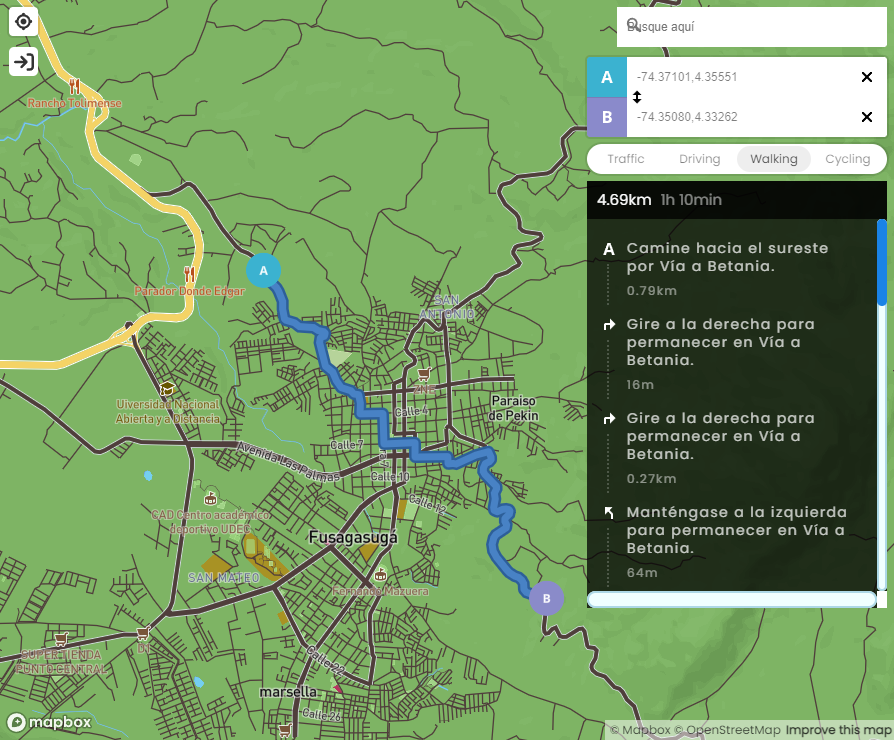 Busque aquí
A
-74.37101,4.35551
B
-74.35080,4.33262
Traffic
Driving
Walking
Cycling
4.69km 1h 10min
A
Camine hacia el sureste
por Vía a Betania.
0.79km
Gire a la derecha para
permanecer en Vía a
Betania.
16m
Gire a la derecha para
permanecer en Vía a
Betania.
0.27km
Manténgase a la izquierda
para permanecer en Vía a
Betania.
64m
Rancho Tolimense
A
Parador Donde Edgar
SAN
ANTONIO
Uiversidad Nacional
Abierta y a Distancia
Calle 4
Paraiso
de Pekin
Calle 7
Avenida Las Palmas
Calle 10
Calle 12
CAD Centro académico
deportivo UDEC
Fusagasugá
SAN MATEO
Fernando Mazuera
B
SUPER TIENDA
PUNTO CENTRAL
Calle 22
marsella
Calle 26
mapbox
© Mapbox © OpenStreetMap Improve this map